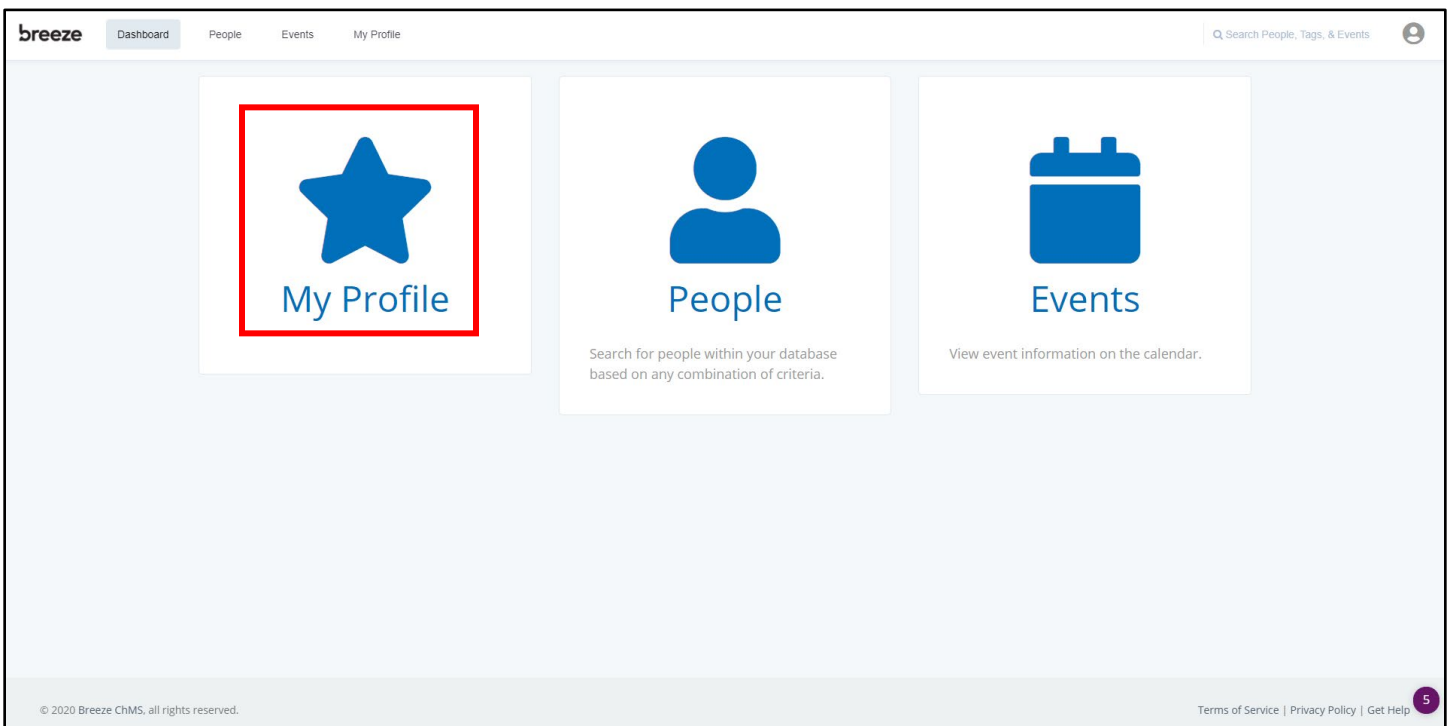 breeze Dashboard People Events My Profile Search People, Tags, & Events
My Profile
People
Search for people within your database
based on any combination of criteria.
Events
View event information on the calendar.
© 2020 Breeze ChMS, all rights reserved. Terms of Service | Privacy Policy | Get Help 5